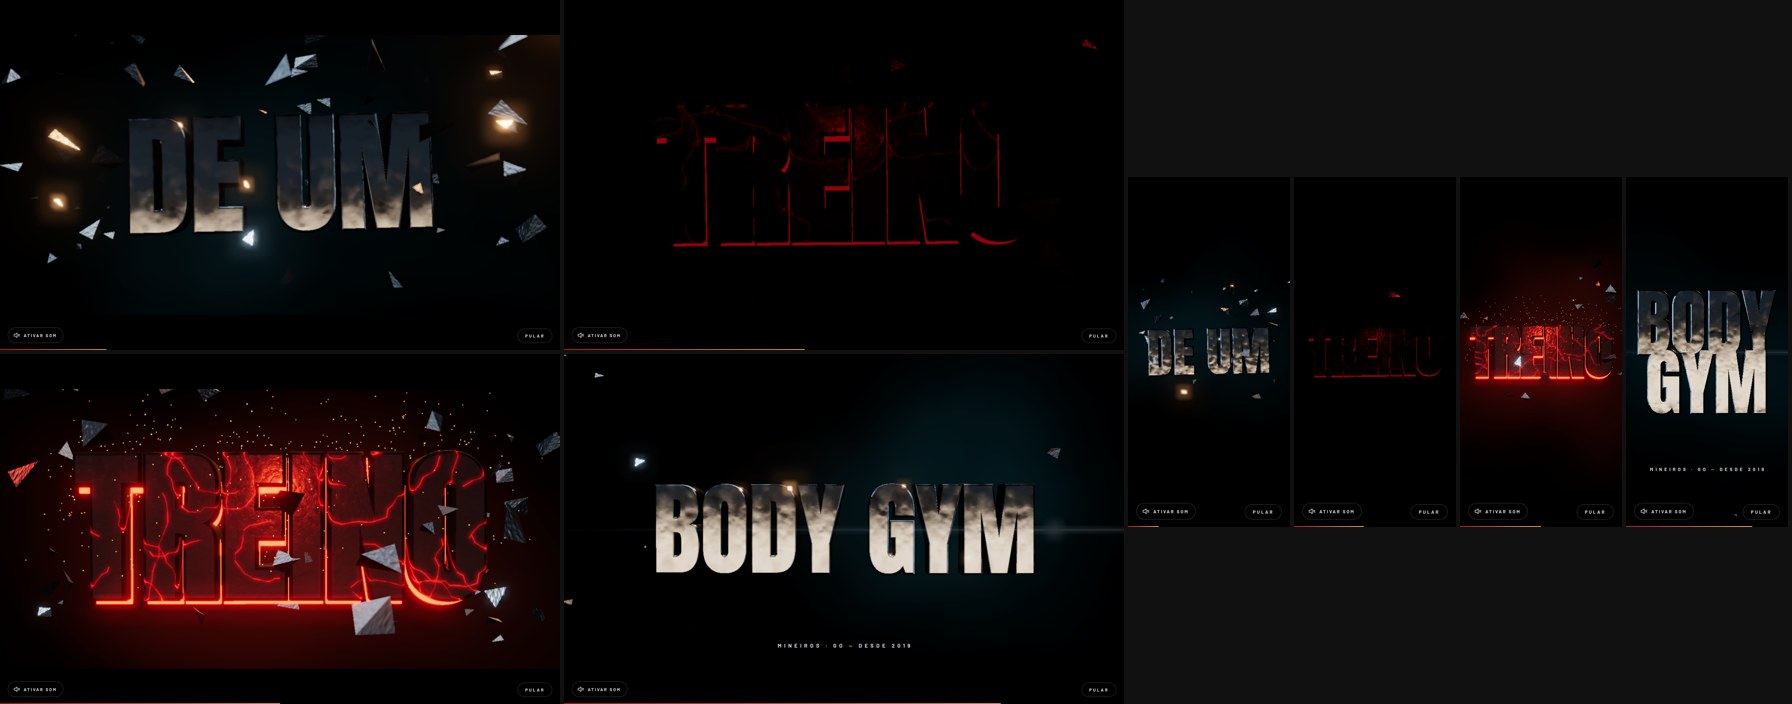 DE UM
ATIVAR SOM
PULAR
TREINO
ATIVAR SOM
PULAR
TREINO
ATIVAR SOM
PULAR
BODY GYM
MINEIROS · GO – DESDE 2019
ATIVAR SOM
PULAR
DE UM
ATIVAR SOM
PULAR
TREINO
ATIVAR SOM
PULAR
TREINO
ATIVAR SOM
PULAR
BODY
GYM
MINEIROS · GO – DESDE 2019
ATIVAR SOM
PULAR